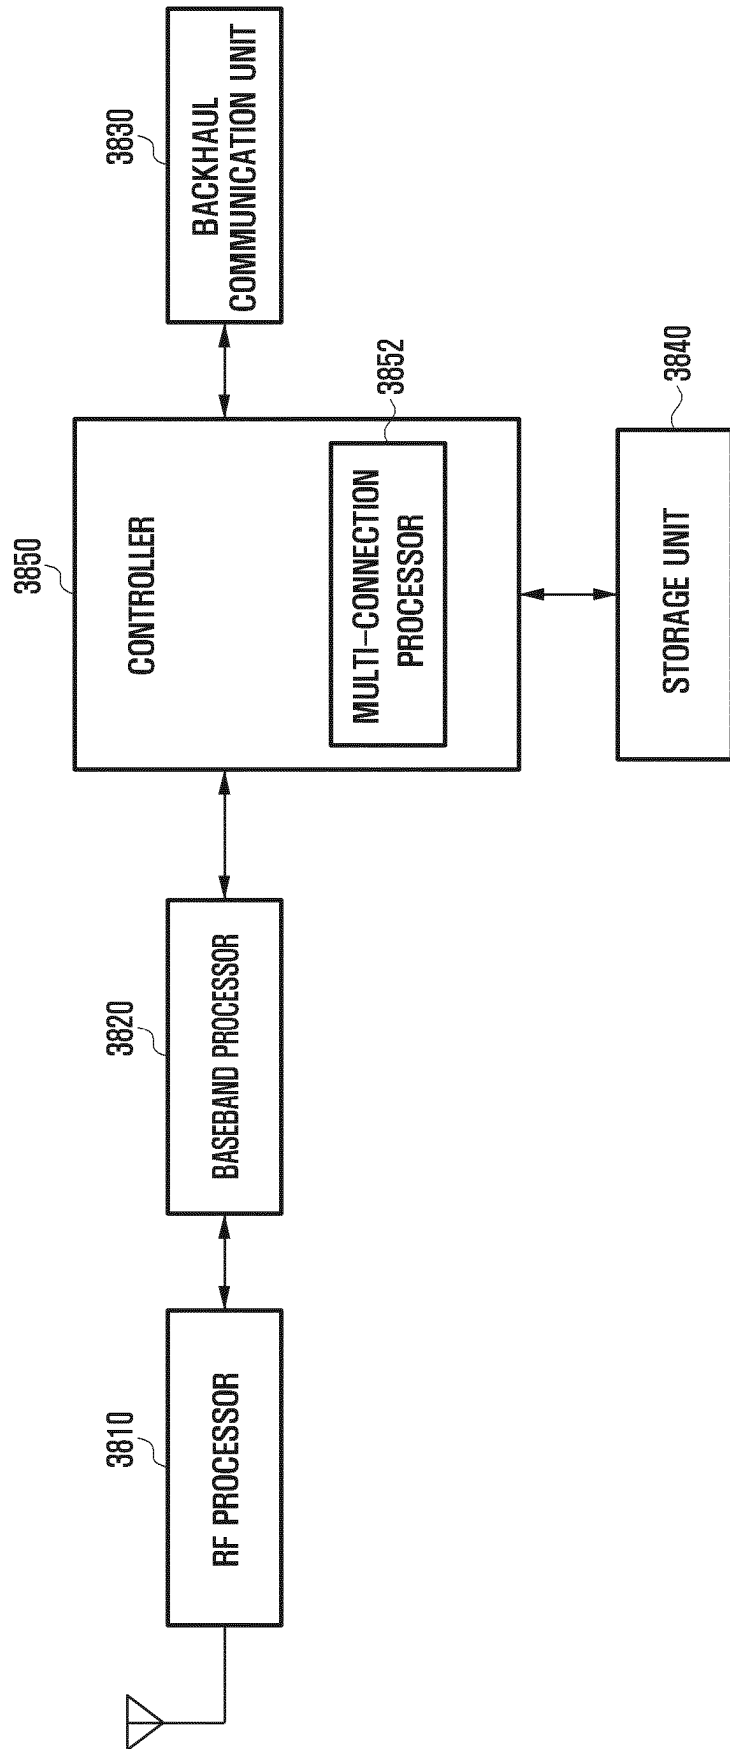 3810
RF PROCESSOR
3820
BASEBAND PROCESSOR
3850
CONTROLLER
3852
MULTI-CONNECTION
PROCESSOR
3830
BACKHAUL
COMMUNICATION UNIT
3840
STORAGE UNIT